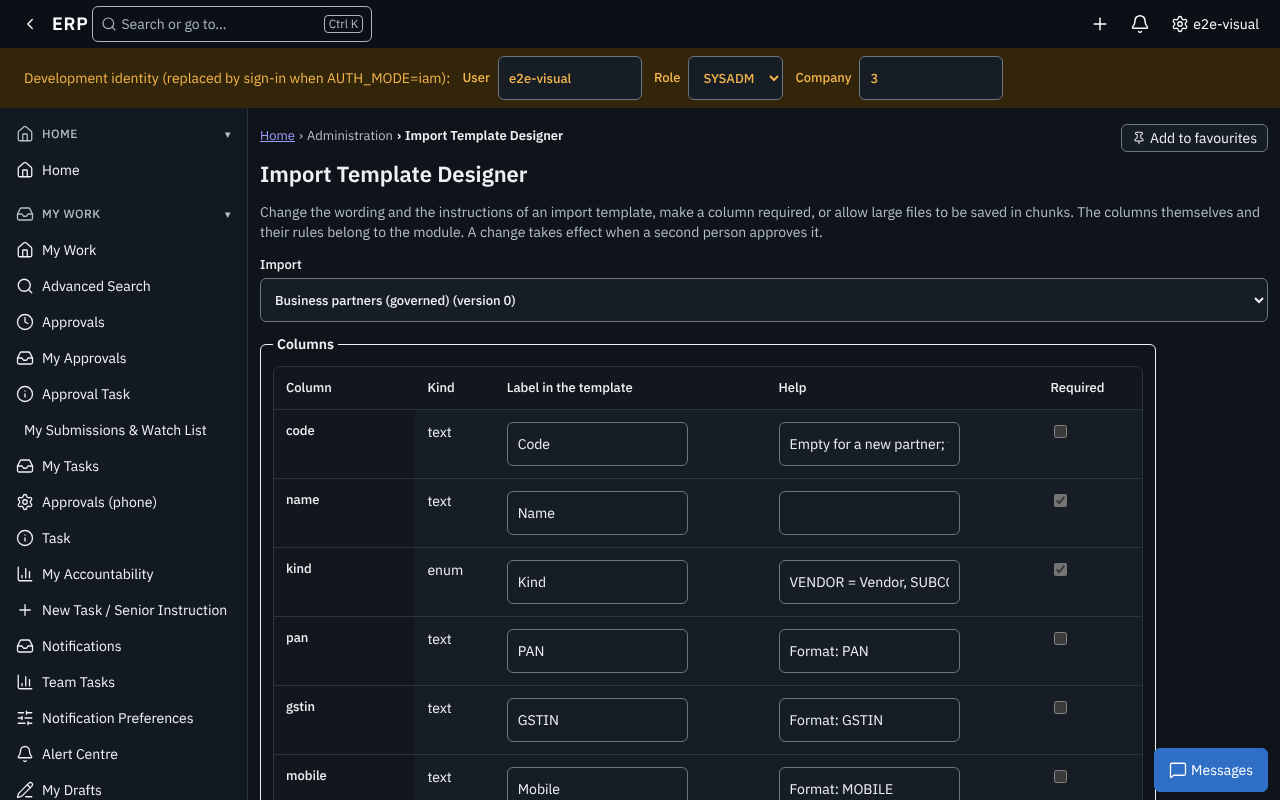 ERP
Search or go to...
Ctrl K
e2e-visual
Development identity (replaced by sign-in when AUTH_MODE=iam):
User
e2e-visual
Role
SYSADM
Company
3
HOME
Home
MY WORK
My Work
Advanced Search
Approvals
My Approvals
Approval Task
My Submissions & Watch List
My Tasks
Approvals (phone)
Task
My Accountability
New Task / Senior Instruction
Notifications
Team Tasks
Notification Preferences
Alert Centre
My Drafts
Home › Administration › Import Template Designer
Add to favourites
Import Template Designer
Change the wording and the instructions of an import template, make a column required, or allow large files to be saved in chunks. The columns themselves and
their rules belong to the module. A change takes effect when a second person approves it.
Import
Business partners (governed) (version 0)
Columns
Column Kind Label in the template Help Required
code text Code Empty for a new partner;
name text Name
kind enum Kind VENDOR = Vendor, SUBC
pan text PAN Format: PAN
gstin text GSTIN Format: GSTIN
mobile text Mobile Format: MOBILE
Messages